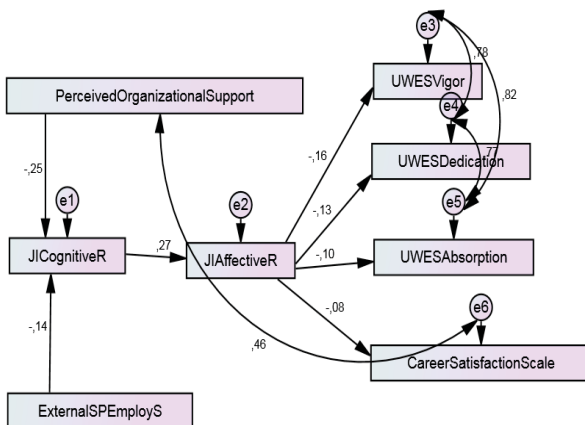 e3
,78
UWESVigor
,82
PerceivedOrganizationalSupport
e4
-,16
,77
UWESDedication
-,25
e1
e2
-,13
e5
JICognitiveR
,27
JIAffectiveR
-,10
UWESAbsorption
-,14
-,08
e6
,46
CareerSatisfactionScale
ExternalSPEmployS